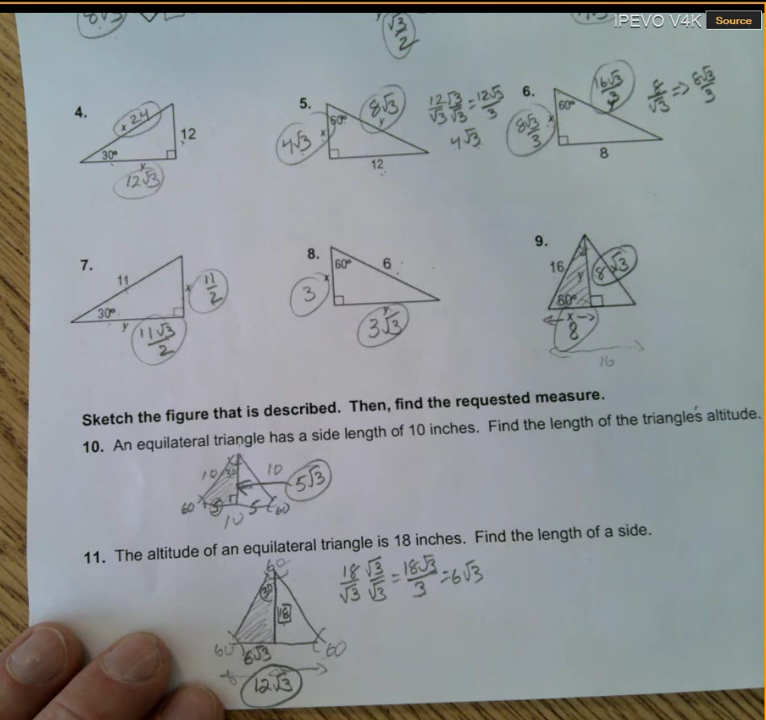 8√3
√3/2
IPEVO V4K Source
4. x 24 12 30° y 12√3
5. 60° 8√3 y x 4√3 12 12√3/√3√3 = 12√3/3 4√3
6. 60° 16√3/3 y x 8√3/3 8 8/√3 => 8√3/3
7. 11 30° x 11/2 y 11√3/2
8. 60° 6 x 3 y 3√3
9. 16 y 8√3 60° x 8 16
Sketch the figure that is described. Then, find the requested measure.
10. An equilateral triangle has a side length of 10 inches. Find the length of the triangle's altitude.
10 30 10 5√3
60 5 5 60
10
11. The altitude of an equilateral triangle is 18 inches. Find the length of a side.
60 18/√3 √3/√3 = 18√3/3 = 6√3
30 18
60 6√3 60
12√3